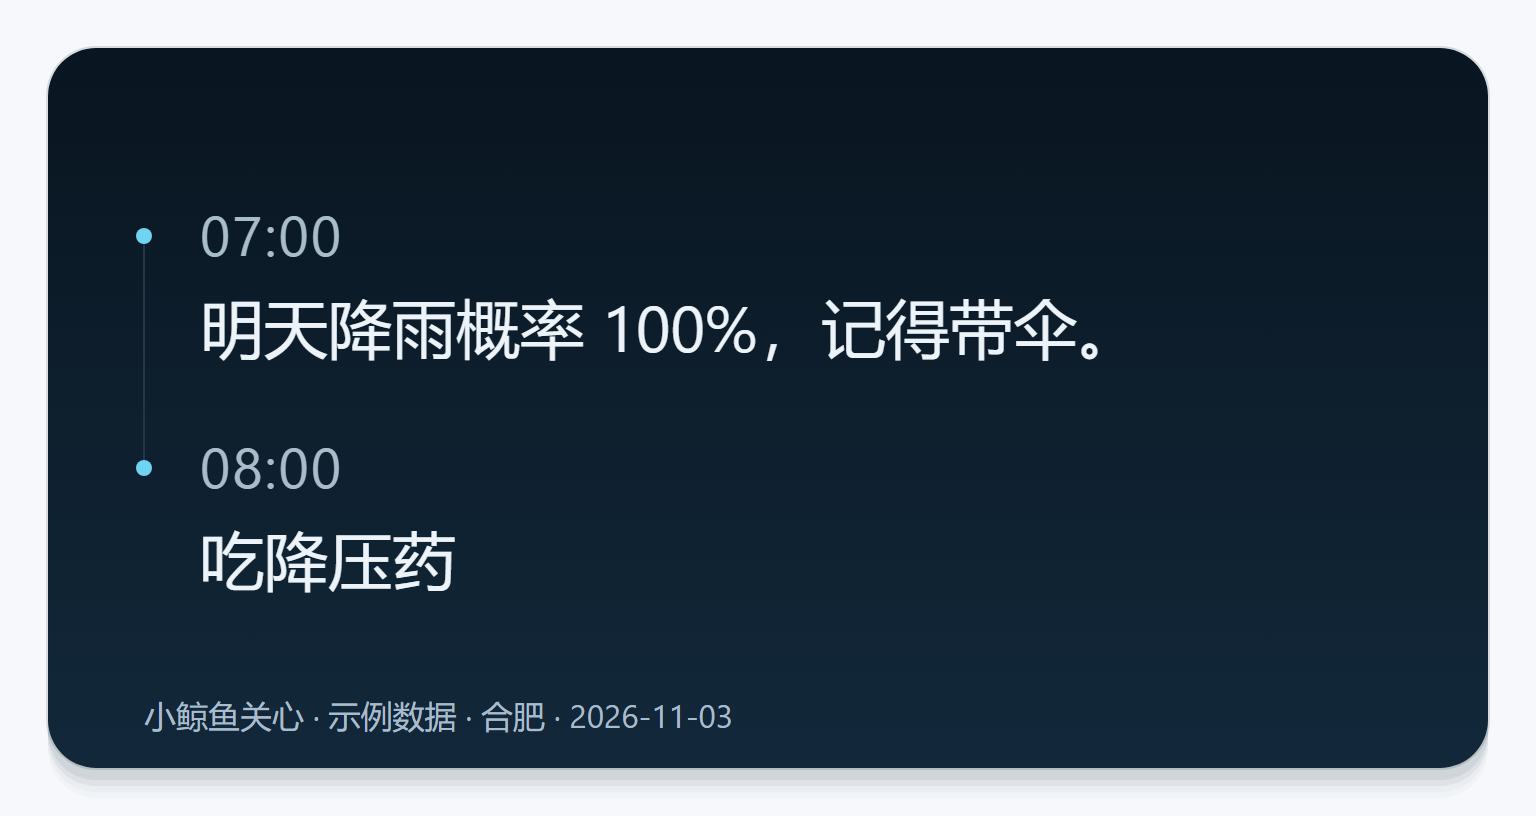 07:00
明天降雨概率 100%，记得带伞。
08:00
吃降压药
小鲸鱼关心 · 示例数据 · 合肥 · 2026-11-03